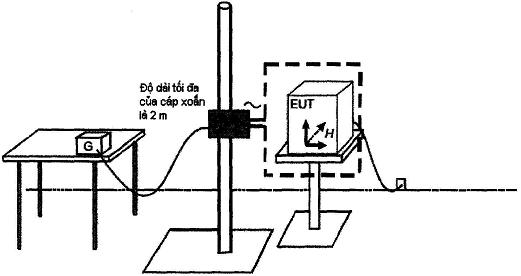 Độ dài tối đa
của cáp xoắn
là 2 m
G
EUT
H